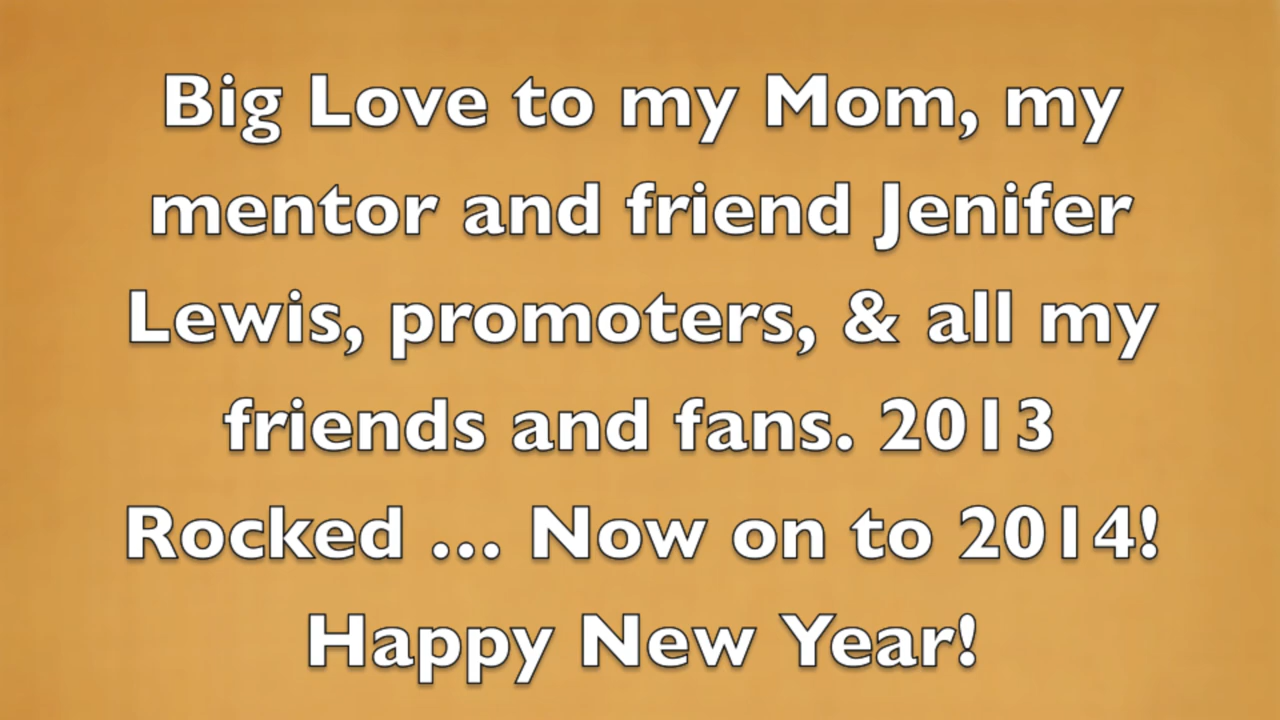 Big Love to my Mom, my
mentor and friend Jenifer
Lewis, promoters, & all my
friends and fans. 2013
Rocked ... Now on to 2014!
Happy New Year!